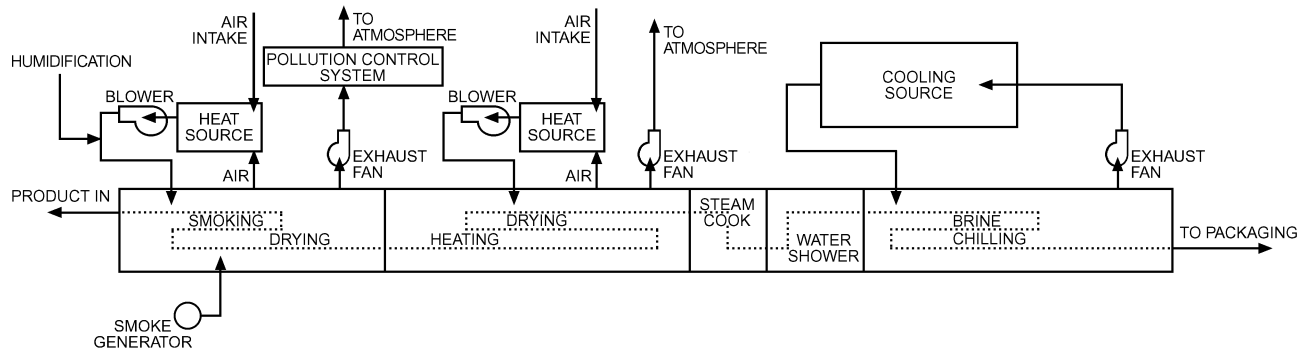 AIR
INTAKE
TO
ATMOSPHERE
AIR
INTAKE
TO
ATMOSPHERE
HUMIDIFICATION
POLLUTION CONTROL
SYSTEM
COOLING
SOURCE
BLOWER
HEAT
SOURCE
BLOWER
HEAT
SOURCE
AIR
EXHAUST
FAN
AIR
EXHAUST
FAN
EXHAUST
FAN
PRODUCT IN
SMOKING
DRYING
HEATING
DRYING
STEAM
COOK
WATER
SHOWER
BRINE
CHILLING
TO PACKAGING
SMOKE
GENERATOR